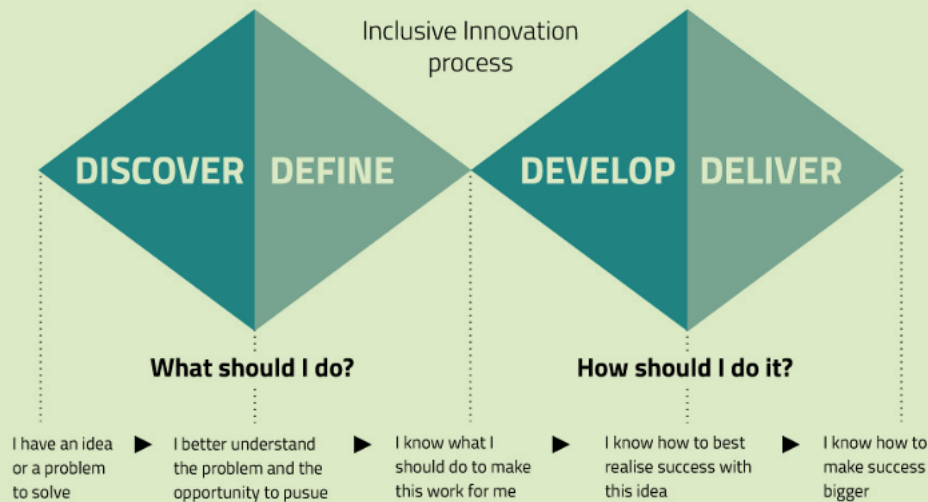 Inclusive Innovation
process
DISCOVER
DEFINE
DEVELOP
DELIVER
What should I do?
How should I do it?
I have an idea
or a problem
to solve
I better understand
the problem and the
opportunity to pusue
I know what I
should do to make
this work for me
I know how to best
realise success with
this idea
I know how to
make success
bigger